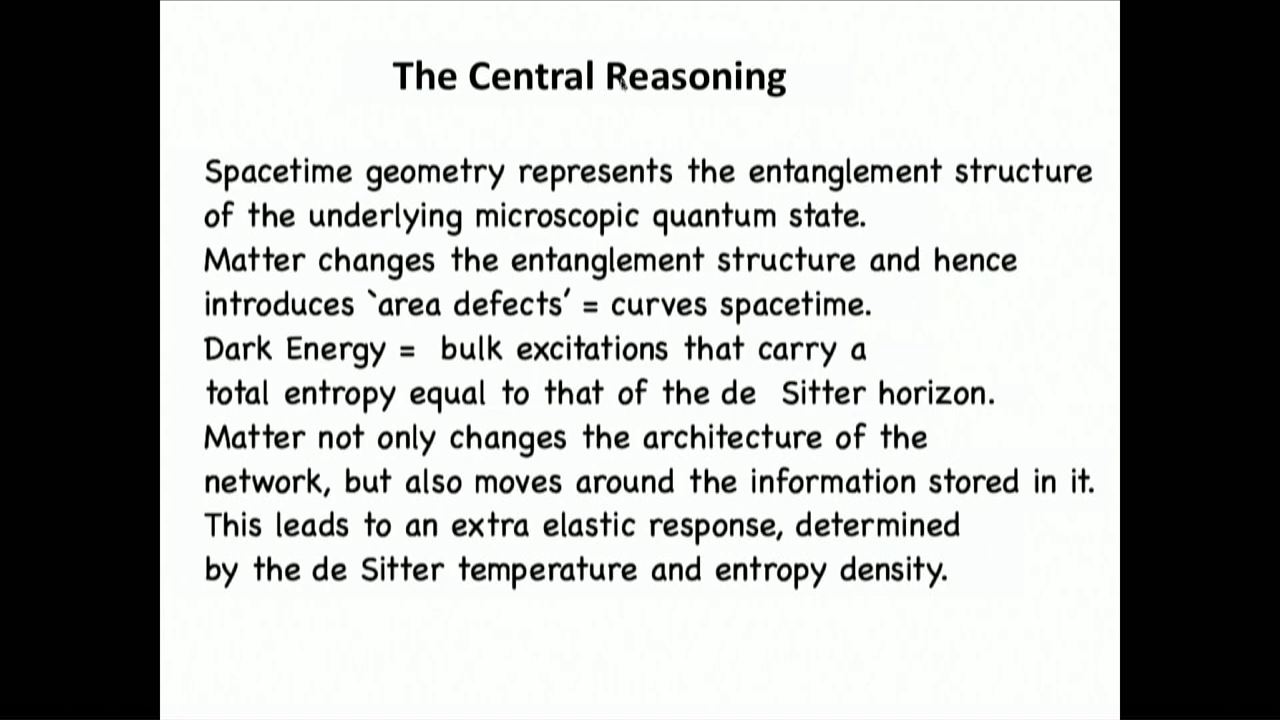 The Central Reasoning
Spacetime geometry represents the entanglement structure
of the underlying microscopic quantum state.
Matter changes the entanglement structure and hence
introduces `area defects′ = curves spacetime.
Dark Energy = bulk excitations that carry a
total entropy equal to that of the de Sitter horizon.
Matter not only changes the architecture of the
network, but also moves around the information stored in it.
This leads to an extra elastic response, determined
by the de Sitter temperature and entropy density.